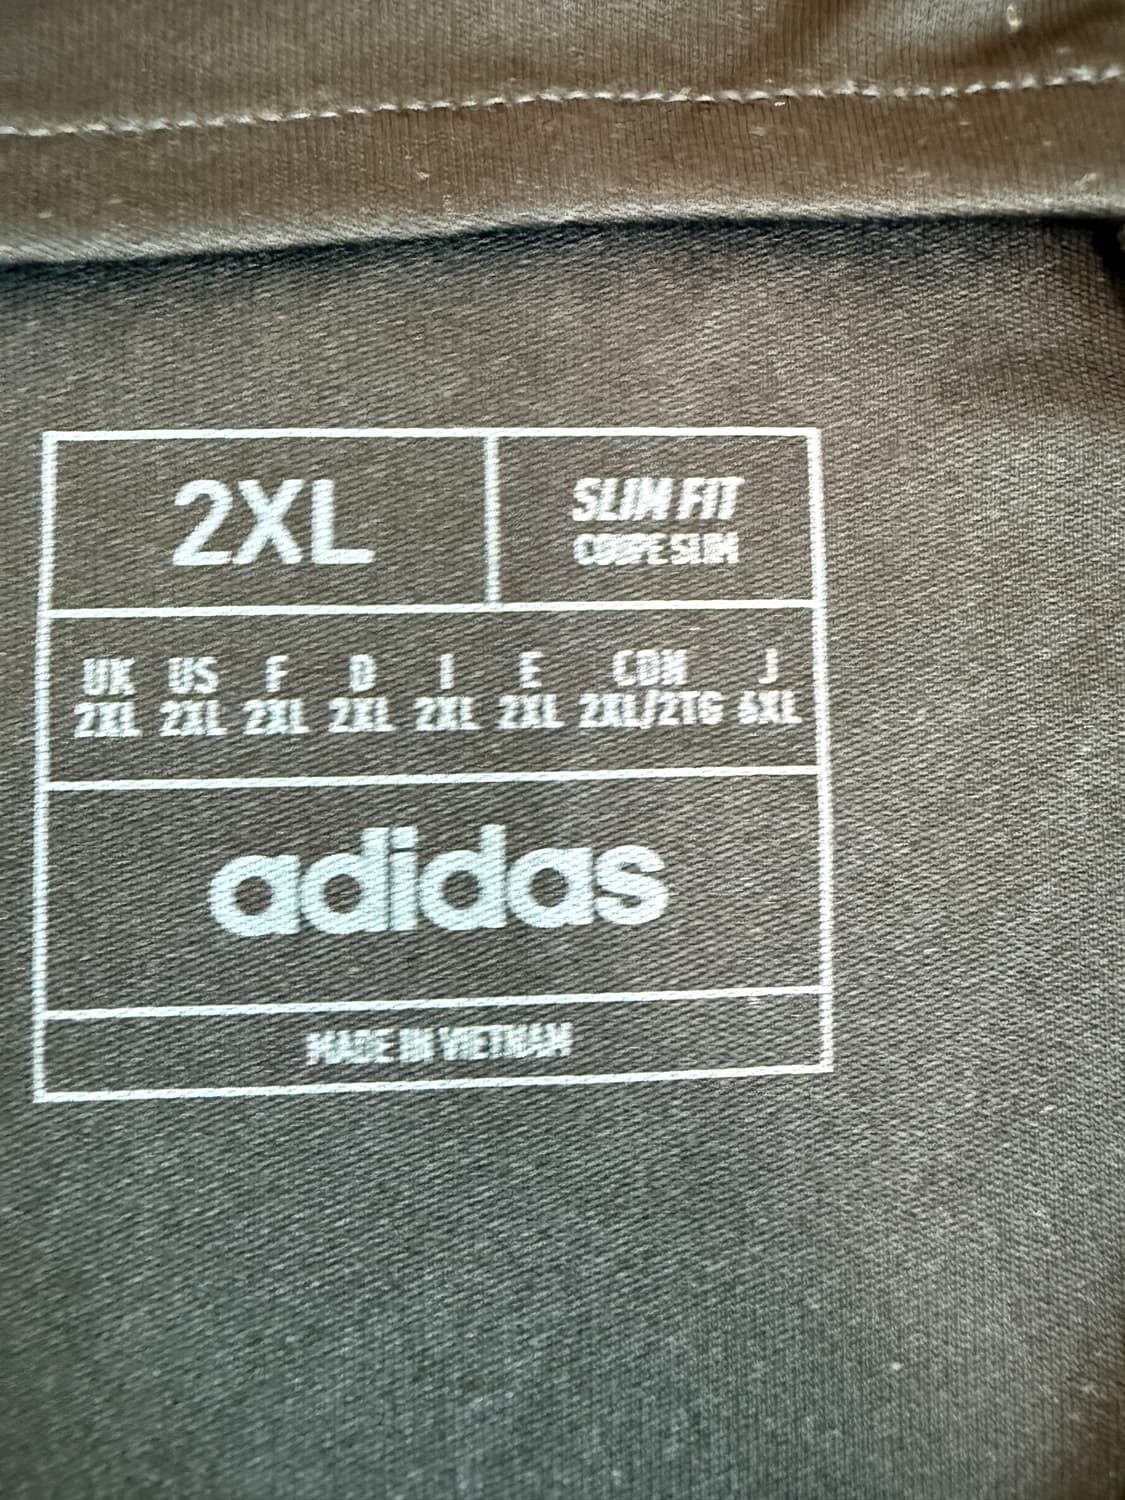 2XL
SLIM FIT
COUPE SLIM
UK US F D I E CDN J
2XL 2XL 2XL 2XL 2XL 2XL 2XL/2TG 6XL
adidas
MADE IN VIETNAM